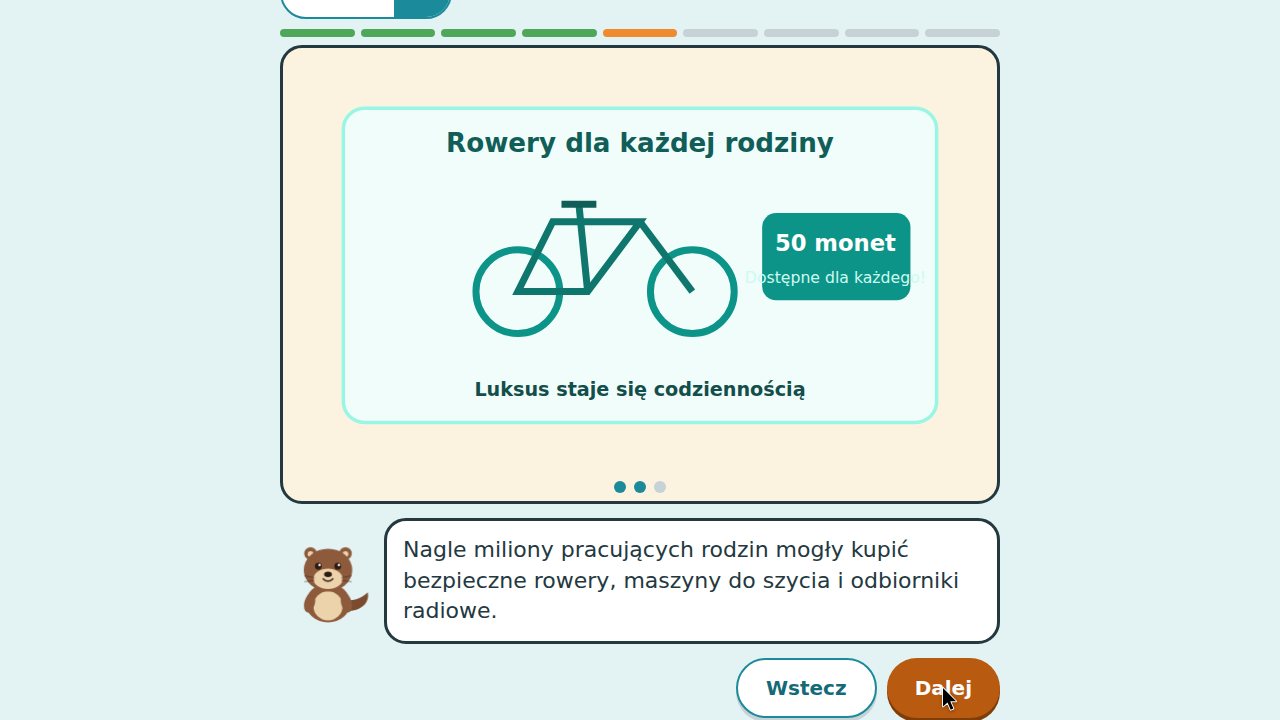 Rowery dla każdej rodziny
50 monet
Dostępne dla każdego!
Luksus staje się codziennością
Nagle miliony pracujących rodzin mogły kupić
bezpieczne rowery, maszyny do szycia i odbiorniki
radiowe.
Wstecz
Dalej